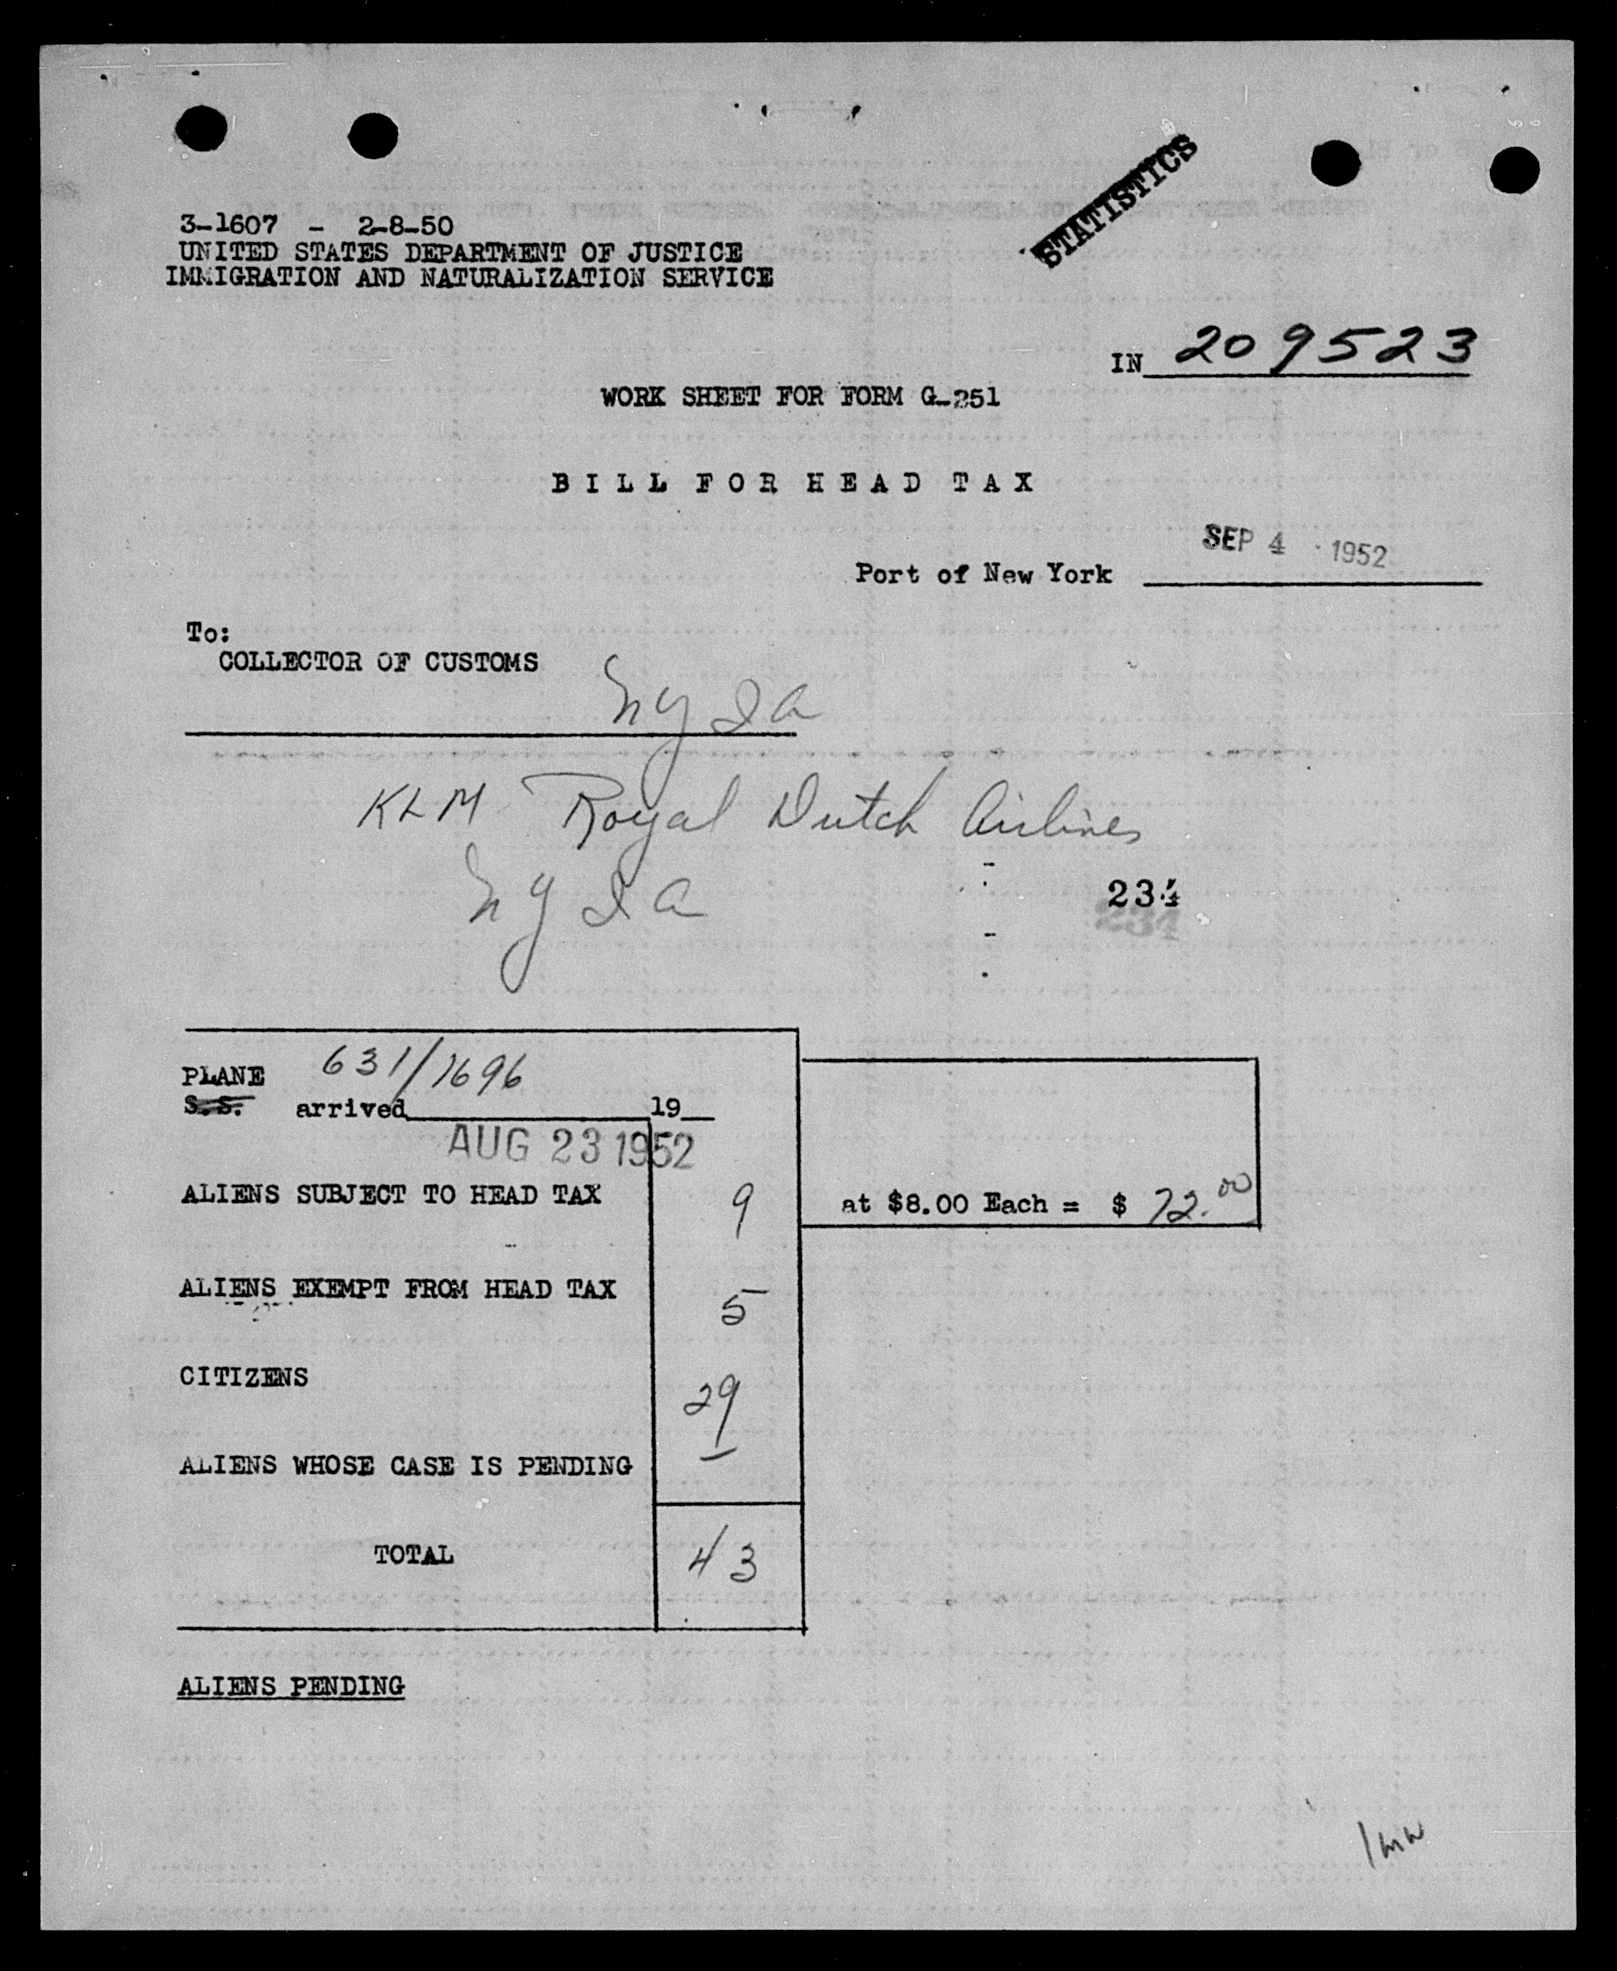 STATISTICS
3-1607 - 2-8-50
UNITED STATES DEPARTMENT OF JUSTICE
IMMIGRATION AND NATURALIZATION SERVICE
IN 209523
WORK SHEET FOR FORM G-251
BILL FOR HEAD TAX
SEP 4 1952
Port of New York
To:
COLLECTOR OF CUSTOMS
NYIA
KLM Royal Dutch Airlines
NYIA
234
PLANE 631/7696
S.S. arrived 19
AUG 23 1952
ALIENS SUBJECT TO HEAD TAX 9 at $8.00 Each = $ 72.00
ALIENS EXEMPT FROM HEAD TAX 5
CITIZENS 29
ALIENS WHOSE CASE IS PENDING —
TOTAL 43
ALIENS PENDING